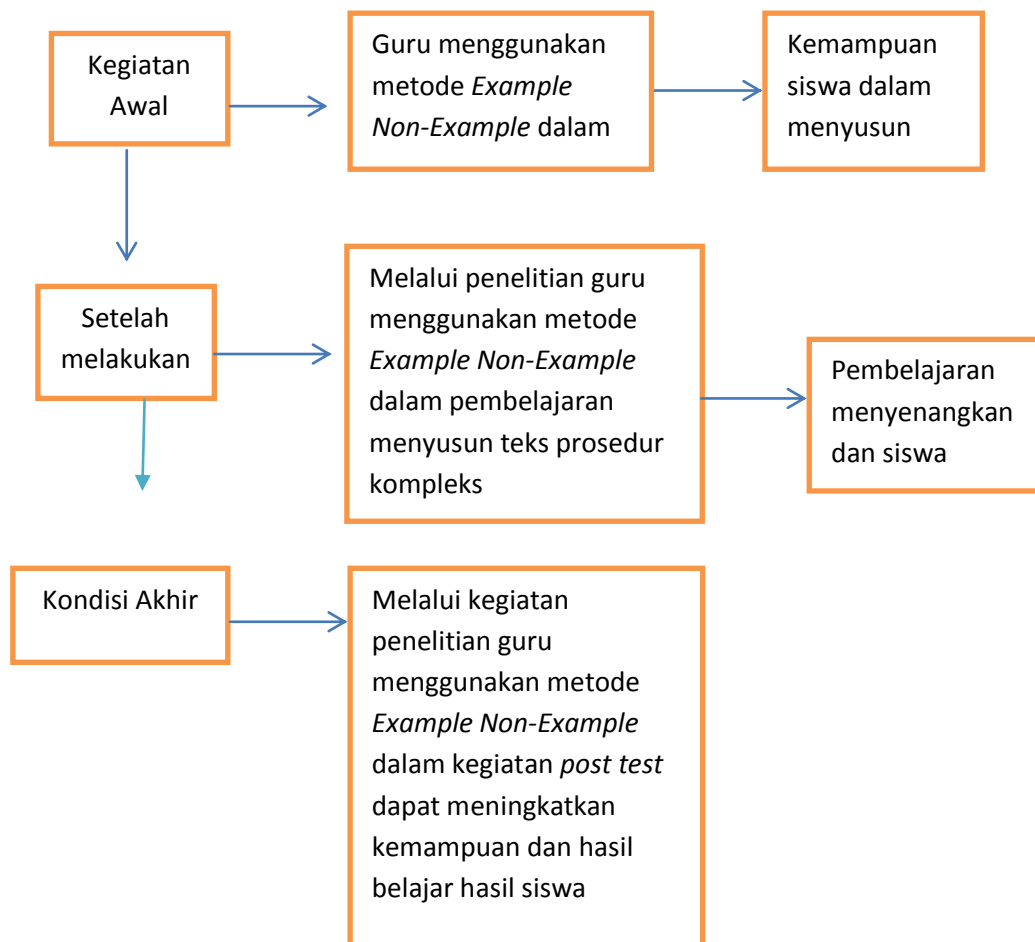 Kegiatan
Awal
Guru menggunakan
metode Example
Non-Example dalam
Kemampuan
siswa dalam
menyusun
Setelah
melakukan
Melalui penelitian guru
menggunakan metode
Example Non-Example
dalam pembelajaran
menyusun teks prosedur
kompleks
Pembelajaran
menyenangkan
dan siswa
Kondisi Akhir
Melalui kegiatan
penelitian guru
menggunakan metode
Example Non-Example
dalam kegiatan post test
dapat meningkatkan
kemampuan dan hasil
belajar hasil siswa